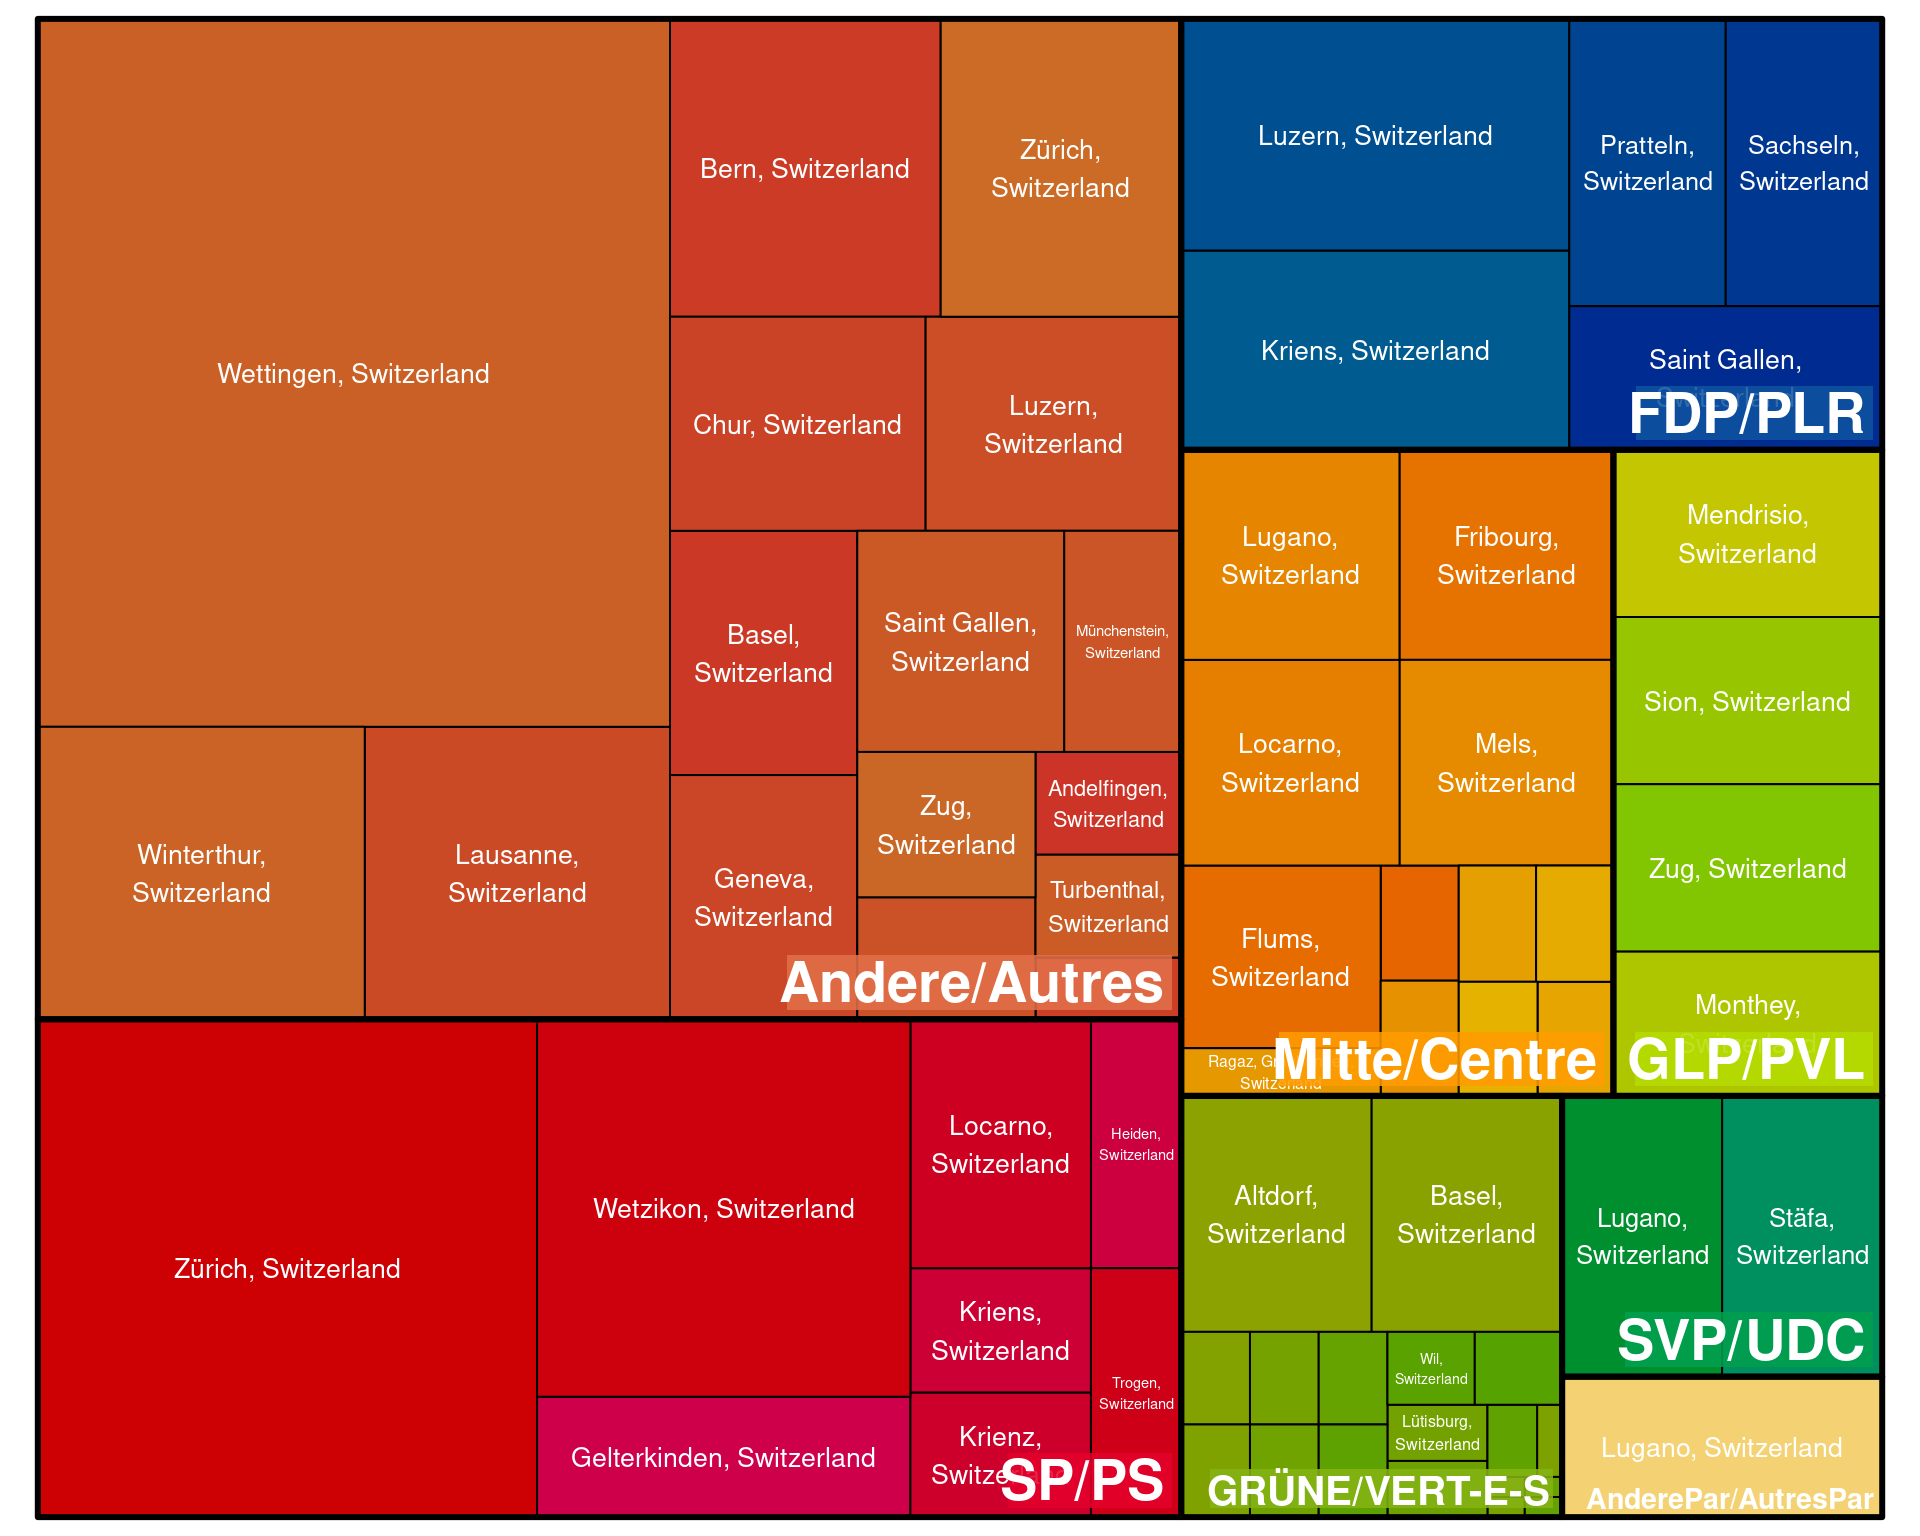 Wettingen, Switzerland
Bern, Switzerland
Zürich,
Switzerland
Chur, Switzerland
Luzern,
Switzerland
Basel,
Switzerland
Saint Gallen,
Switzerland
Münchenstein,
Switzerland
Winterthur,
Switzerland
Lausanne,
Switzerland
Geneva,
Switzerland
Zug,
Switzerland
Andelfingen,
Switzerland
Turbenthal,
Switzerland
Andere/Autres
Zürich, Switzerland
Wetzikon, Switzerland
Gelterkinden, Switzerland
Locarno,
Switzerland
Heiden,
Switzerland
Kriens,
Switzerland
Trogen,
Switzerland
Krienz,
SP/PS
Luzern, Switzerland
Kriens, Switzerland
Pratteln,
Switzerland
Sachseln,
Switzerland
Saint Gallen,
Switzerland
FDP/PLR
Lugano,
Switzerland
Fribourg,
Switzerland
Locarno,
Switzerland
Mels,
Switzerland
Flums,
Switzerland
Ragaz,
Switzerland
Mitte/Centre
Mendrisio,
Switzerland
Sion, Switzerland
Zug, Switzerland
Monthey,
Switzerland
GLP/PVL
Altdorf,
Switzerland
Basel,
Switzerland
Wil,
Switzerland
Lütisburg,
Switzerland
GRÜNE/VERT-E-S
Lugano,
Switzerland
Stäfa,
Switzerland
SVP/UDC
Lugano, Switzerland
AnderePar/AutresPar